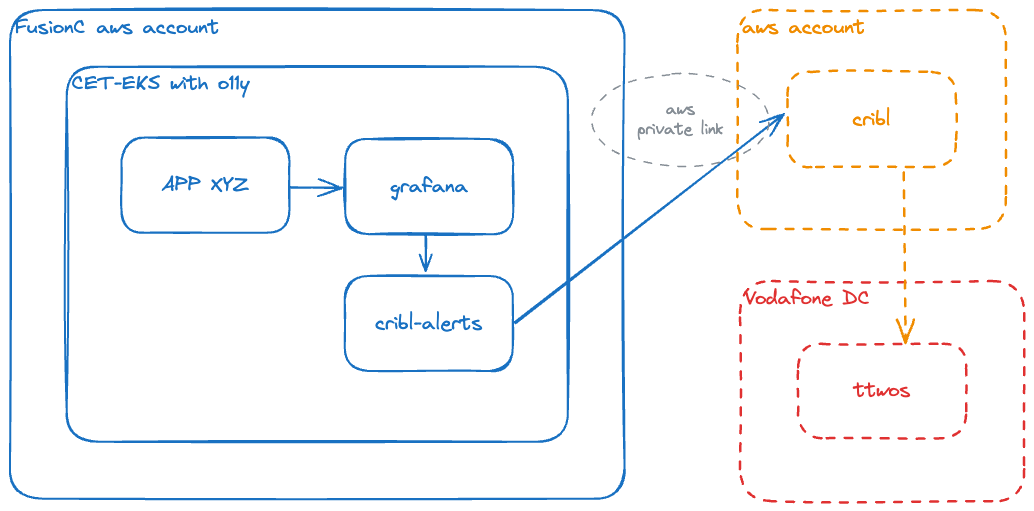 FusionC aws account
aws account
CET-EKS with o11y
aws
private link
cribl
APP XYZ
grafana
cribl-alerts
Vodafone DC
ttwos